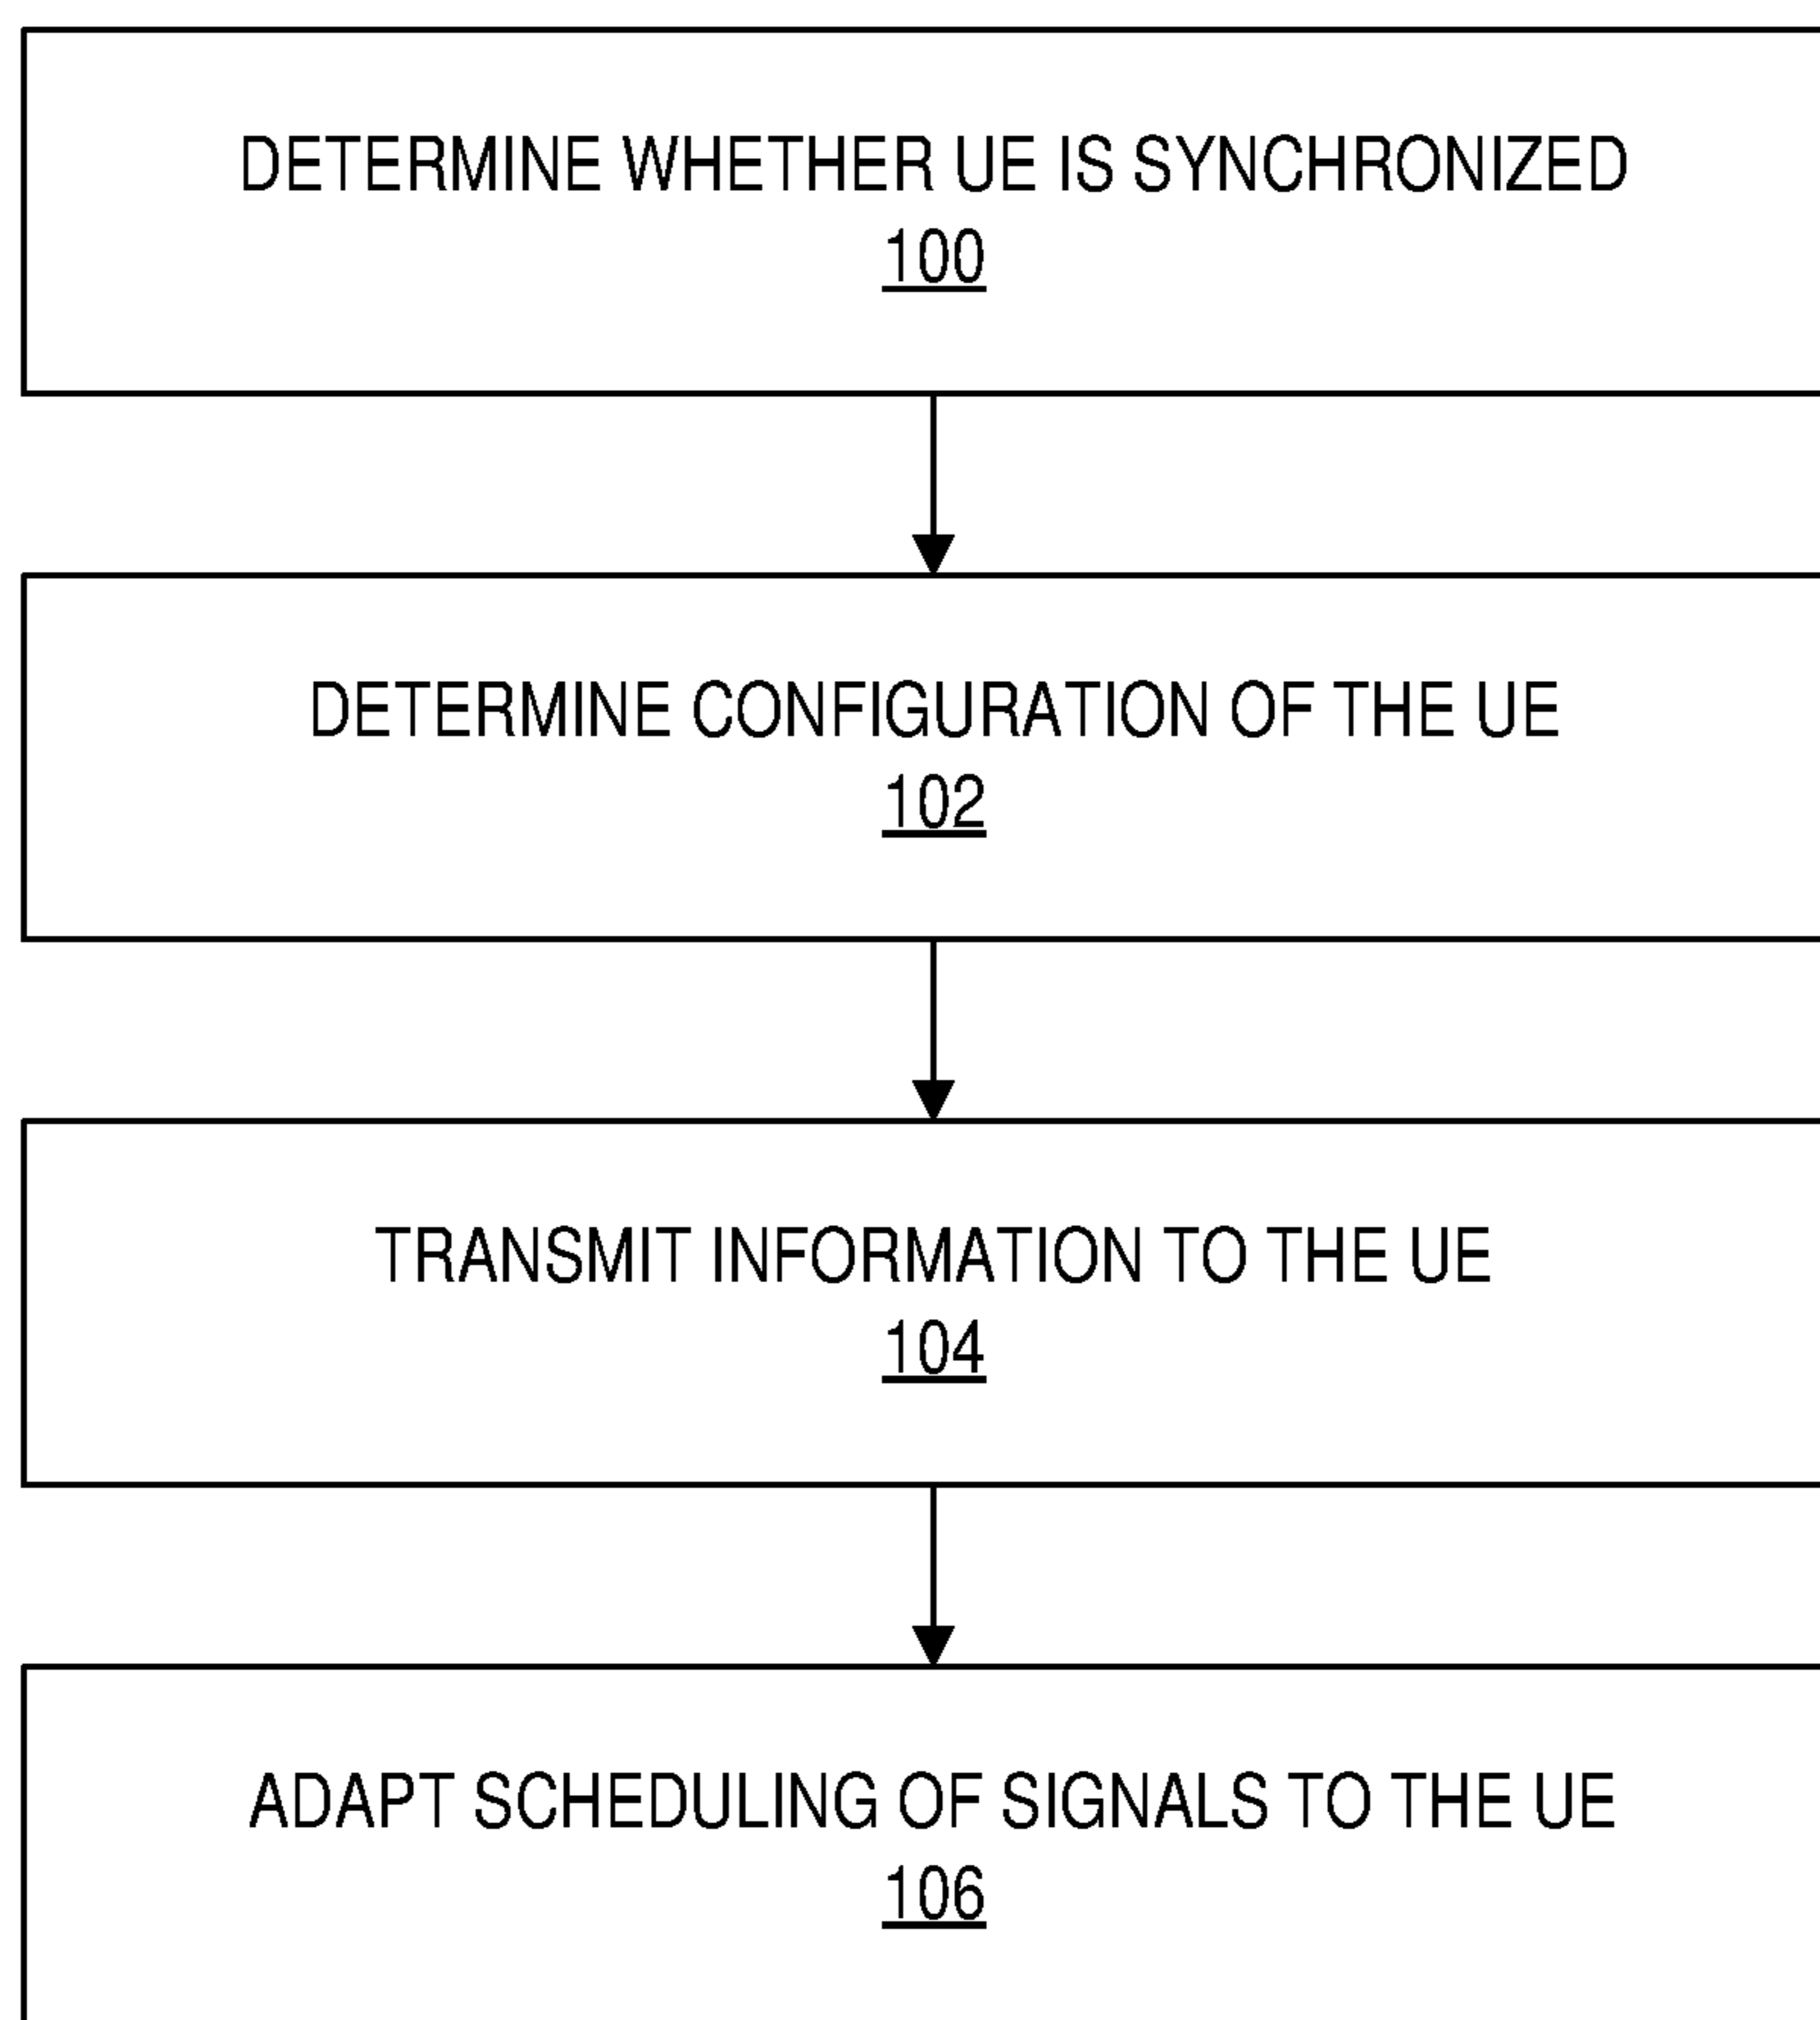 DETERMINE WHETHER UE IS SYNCHRONIZED
100
DETERMINE CONFIGURATION OF THE UE
102
TRANSMIT INFORMATION TO THE UE
104
ADAPT SCHEDULING OF SIGNALS TO THE UE
106